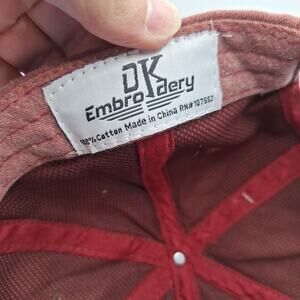 DK
Embroidery
100% Cotton Made in China RN# 107552